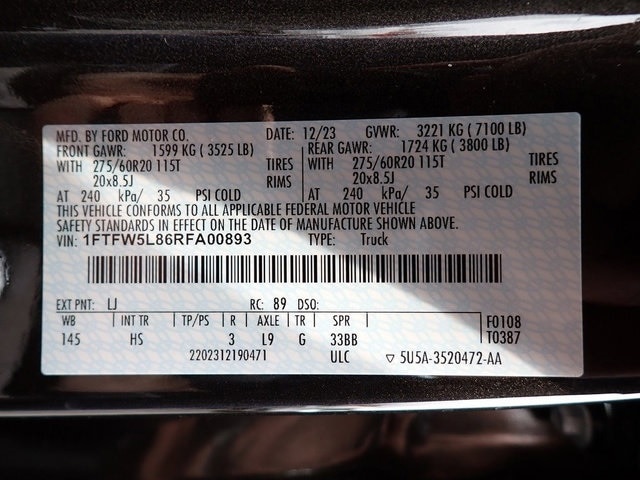 MFD. BY FORD MOTOR CO. DATE: 12/23 GVWR: 3221 KG (7100 LB)
FRONT GAWR: 1599 KG (3525 LB) REAR GAWR: 1724 KG (3800 LB)
WITH 275/60R20 115T TIRES WITH 275/60R20 115T TIRES
20x8.5J RIMS 20x8.5J RIMS
AT 240 kPa/ 35 PSI COLD AT 240 kPa/ 35 PSI COLD
THIS VEHICLE CONFORMS TO ALL APPLICABLE FEDERAL MOTOR VEHICLE
SAFETY STANDARDS IN EFFECT ON THE DATE OF MANUFACTURE SHOWN ABOVE.
VIN: 1FTFW5L86RFA00893 TYPE: Truck
EXT PNT: UJ RC: 89 DSO:
WB | INT TR | TP/PS | R | AXLE | TR | SPR F0108
145 HS 3 L9 G 33BB T0387
2202312190471 ULC ▽ 5U5A-3520472-AA